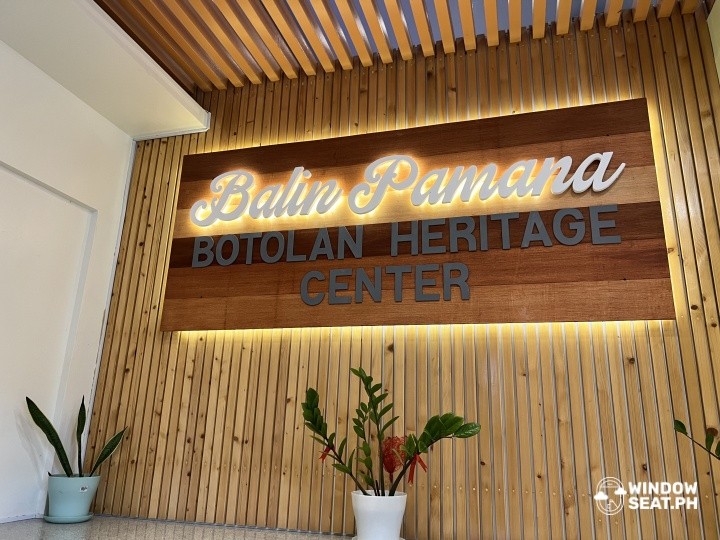 Balin Pamana
BOTOLAN HERITAGE
CENTER
WINDOW
SEAT.PH